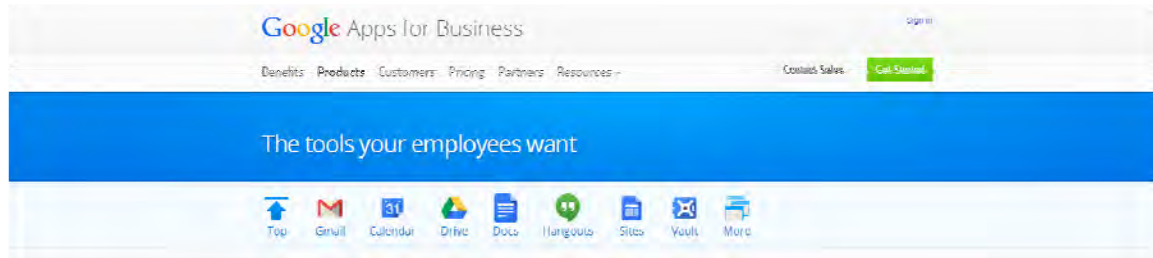 Google Apps for Business
Sign in
Benefits Products Customers Pricing Partners Resources
Contact Sales
Get Started
The tools your employees want
31
Top Gmail Calendar Drive Docs Hangouts Sites Vault More